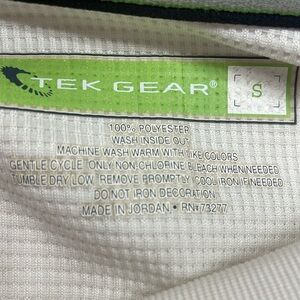 TEK GEAR® S
100% POLYESTER
WASH INSIDE OUT
MACHINE WASH WARM WITH LIKE COLORS
GENTLE CYCLE ONLY NON-CHLORINE BLEACH WHEN NEEDED
TUMBLE DRY LOW REMOVE PROMPTLY COOL IRON IF NEEDED
DO NOT IRON DECORATION
MADE IN JORDAN • RN# 73277